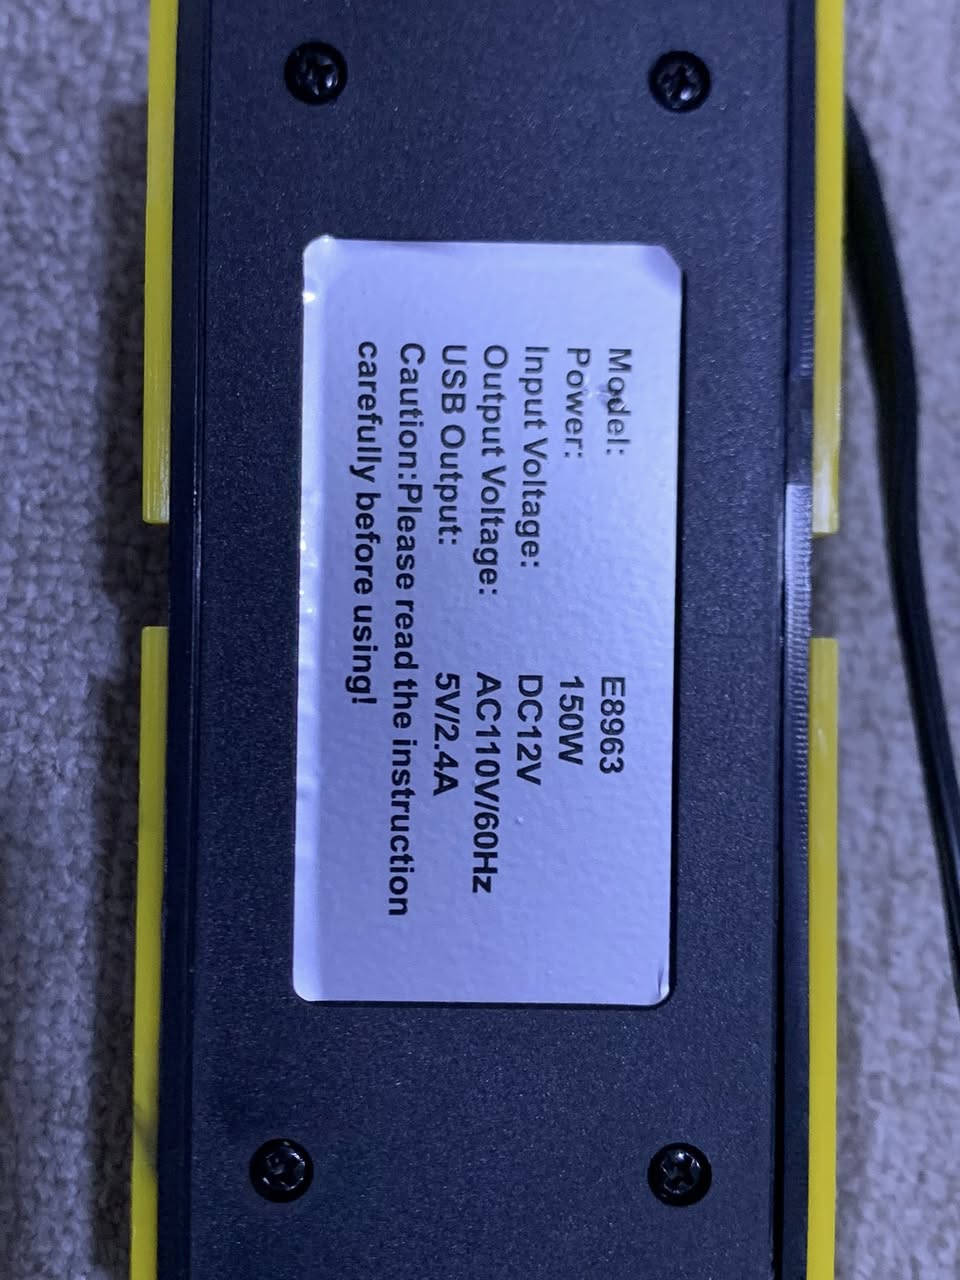 Model: E8963
Power: 150W
Input Voltage: DC12V
Output Voltage: AC110V/60Hz
USB Output: 5V/2.4A
Caution:Please read the instruction
carefully before using!